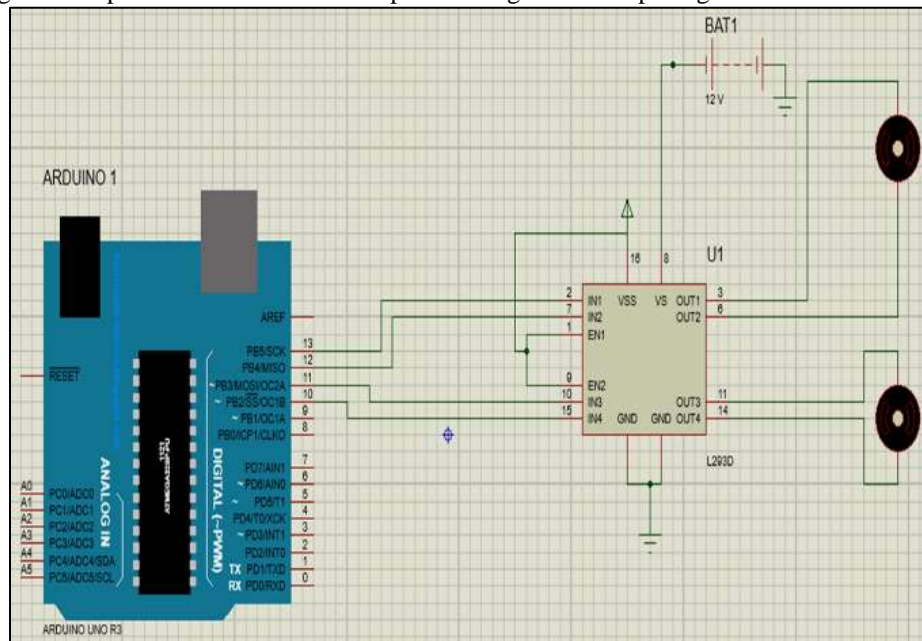 BAT1
12 V
ARDUINO 1
16
8
U1
2
IN1
VSS
VS
OUT1
3
7
IN2
OUT2
6
1
EN1
9
EN2
10
IN3
OUT3
11
15
IN4
GND
GND
OUT4
14
L293D
AREF
PB5/SCK
13
PB4/MISO
12
RESET
~PB3/MOSI/OC2A
11
~ PB2/SS/OC1B
10
~ PB1/OC1A
9
PB0/ICP1/CLKO
8
PD7/AIN1
7
~ PD6/AIN0
6
~ PD5/T1
5
PD4/T0/XCK
4
~ PD3/INT1
3
PD2/INT0
2
TX PD1/TXD
1
RX PD0/RXD
0
DIGITAL (~PWM)
ANALOG IN
1121
ATMEGA328P-PU
A0
PC0/ADC0
A1
PC1/ADC1
A2
PC2/ADC2
A3
PC3/ADC3
A4
PC4/ADC4/SDA
A5
PC5/ADC5/SCL
ARDUINO UNO R3